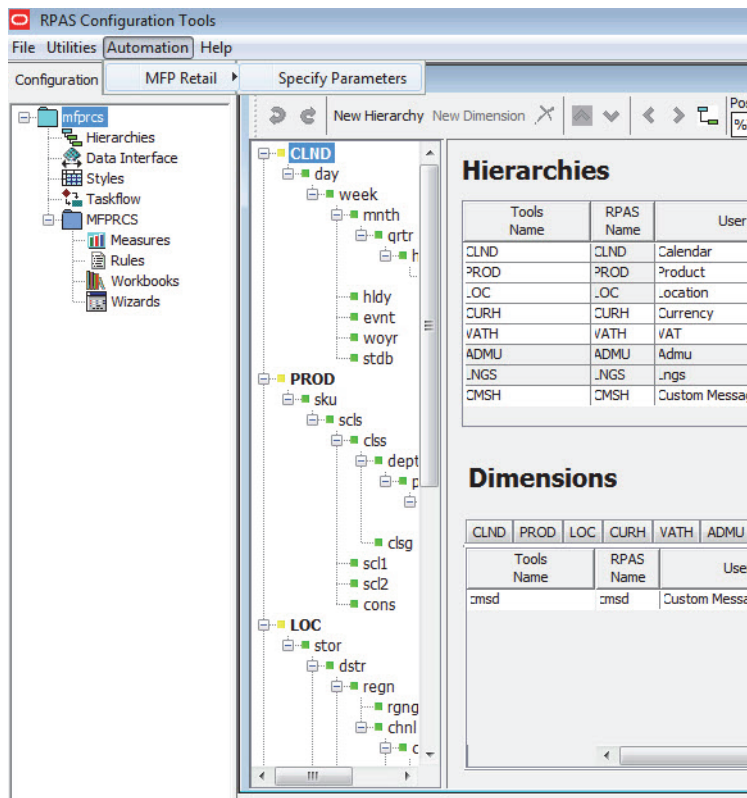 RPAS Configuration Tools
File Utilities Automation Help
Configuration MFP Retail Specify Parameters
mfprcs
Hierarchies
Data Interface
Styles
Taskflow
MFPRCS
Measures
Rules
Workbooks
Wizards
New Hierarchy New Dimension
Pos
%
CLND
day
week
mnth
qrtr
h
hldy
evnt
woyr
stdb
PROD
sku
scls
clss
dept
p
clsg
scl1
scl2
cons
LOC
stor
dstr
regn
rgng
chnl
c
Hierarchies
Tools Name RPAS Name User
CLND CLND Calendar
PROD PROD Product
LOC LOC Location
CURH CURH Currency
VATH VATH VAT
ADMU ADMU Admu
LNGS LNGS Lngs
CMSH CMSH Custom Messag
Dimensions
CLND PROD LOC CURH VATH ADMU
Tools Name RPAS Name Use
cmsd cmsd Custom Messa